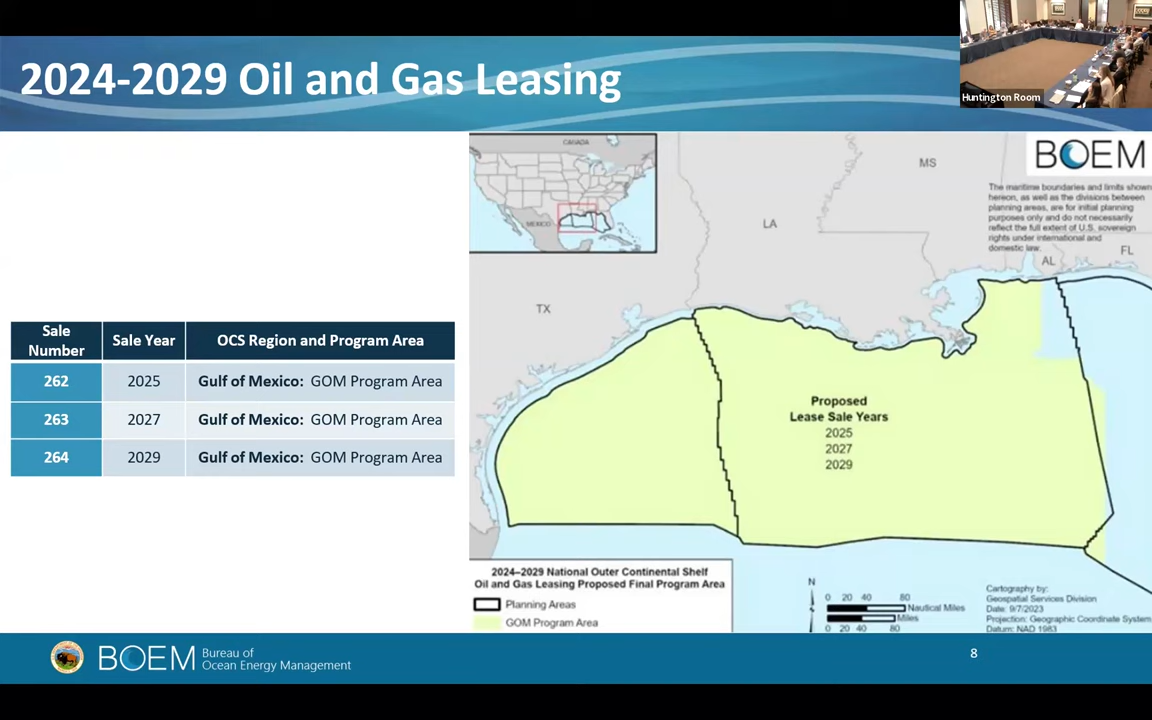 2024-2029 Oil and Gas Leasing
Huntington Room
Sale Number
Sale Year
OCS Region and Program Area
262
2025
Gulf of Mexico: GOM Program Area
263
2027
Gulf of Mexico: GOM Program Area
264
2029
Gulf of Mexico: GOM Program Area
CANADA
MEXICO
MS
BOEM
The maritime boundaries and limits shown
hereon, as well as the divisions between
planning areas, are for initial planning
purposes only and do not necessarily
reflect the full extent of U.S. sovereign
rights under international and
domestic law.
LA
FL
AL
TX
Proposed
Lease Sale Years
2025
2027
2029
2024–2029 National Outer Continental Shelf
Oil and Gas Leasing Proposed Final Program Area
Planning Areas
GOM Program Area
N
0 20 40 80
Nautical Miles
Miles
0 20 40 80
Cartography by:
Geospatial Services Division
Date: 9/7/2023
Projection: Geographic Coordinate System
Datum: NAD 1983
BOEM
Bureau of
Ocean Energy Management
8